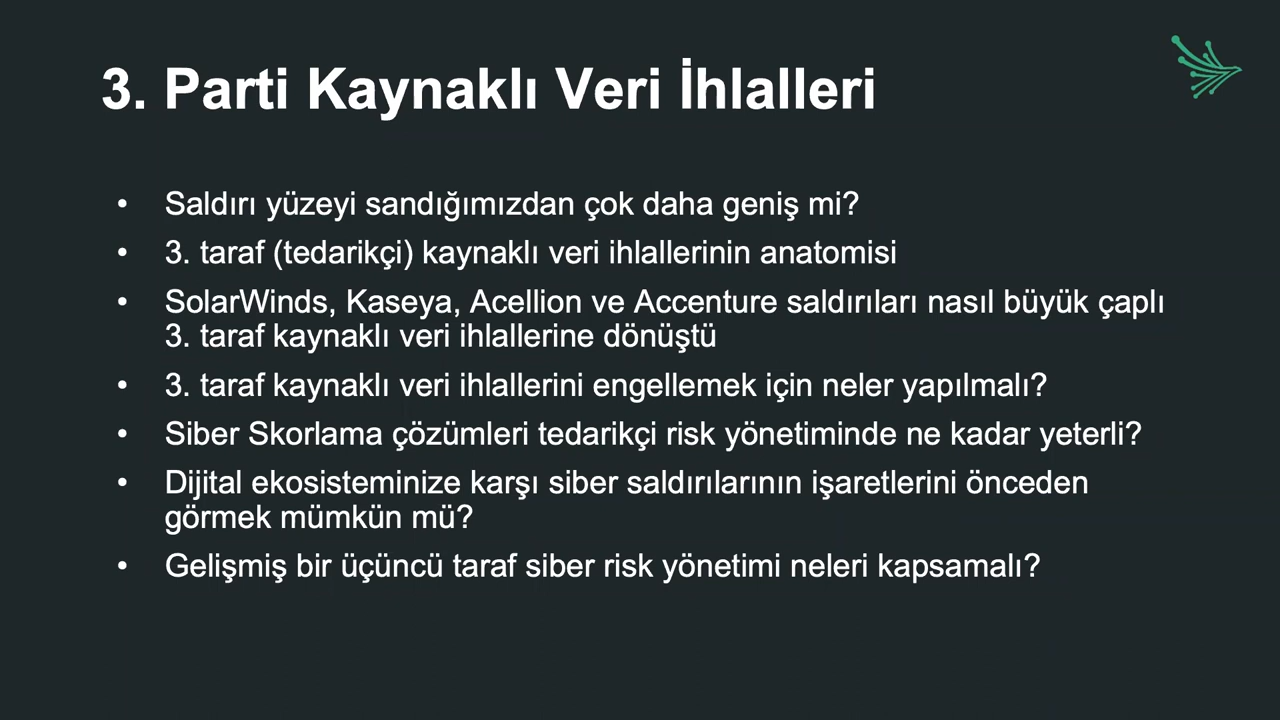 3. Parti Kaynaklı Veri İhlalleri
• Saldırı yüzeyi sandığımızdan çok daha geniş mi?
• 3. taraf (tedarikçi) kaynaklı veri ihlallerinin anatomisi
• SolarWinds, Kaseya, Acellion ve Accenture saldırıları nasıl büyük çaplı
3. taraf kaynaklı veri ihlallerine dönüştü
• 3. taraf kaynaklı veri ihlallerini engellemek için neler yapılmalı?
• Siber Skorlama çözümleri tedarikçi risk yönetiminde ne kadar yeterli?
• Dijital ekosisteminize karşı siber saldırılarının işaretlerini önceden
görmek mümkün mü?
• Gelişmiş bir üçüncü taraf siber risk yönetimi neleri kapsamalı?